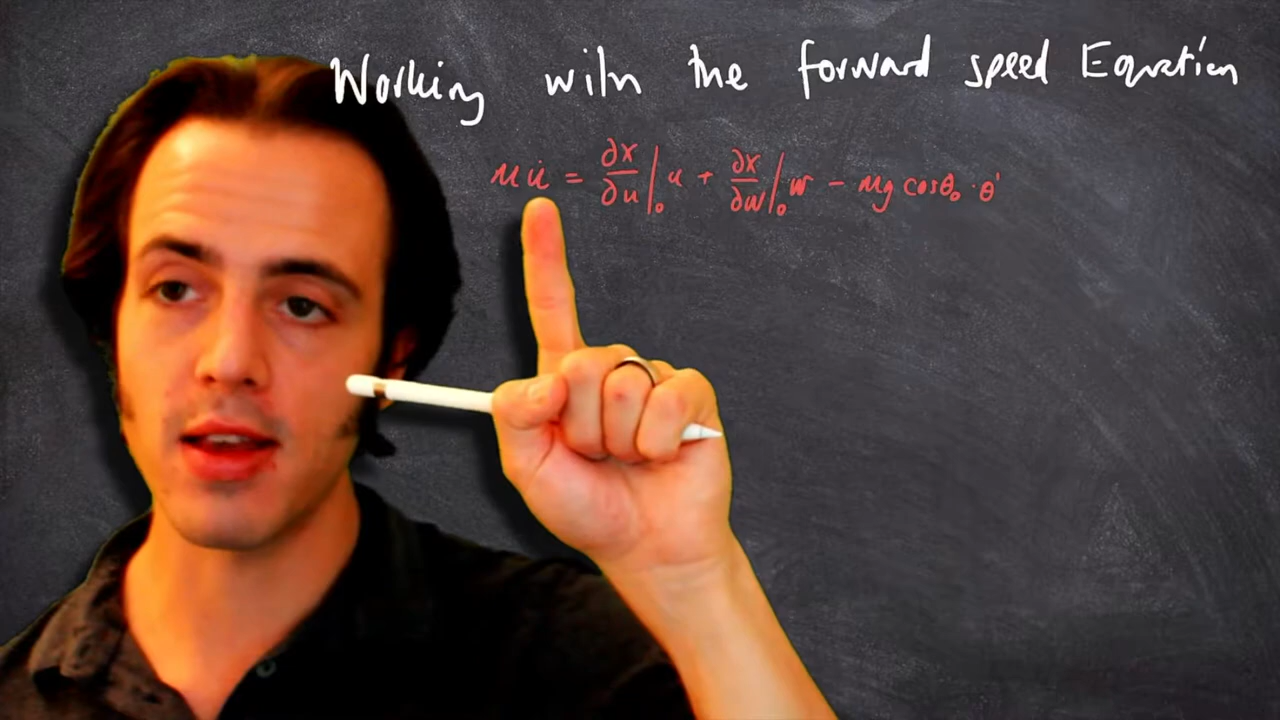 Working with the forward speed Equation
mu̇ = ∂X/∂u|₀ u + ∂X/∂w|₀ w - mg cosθ₀ · θ'